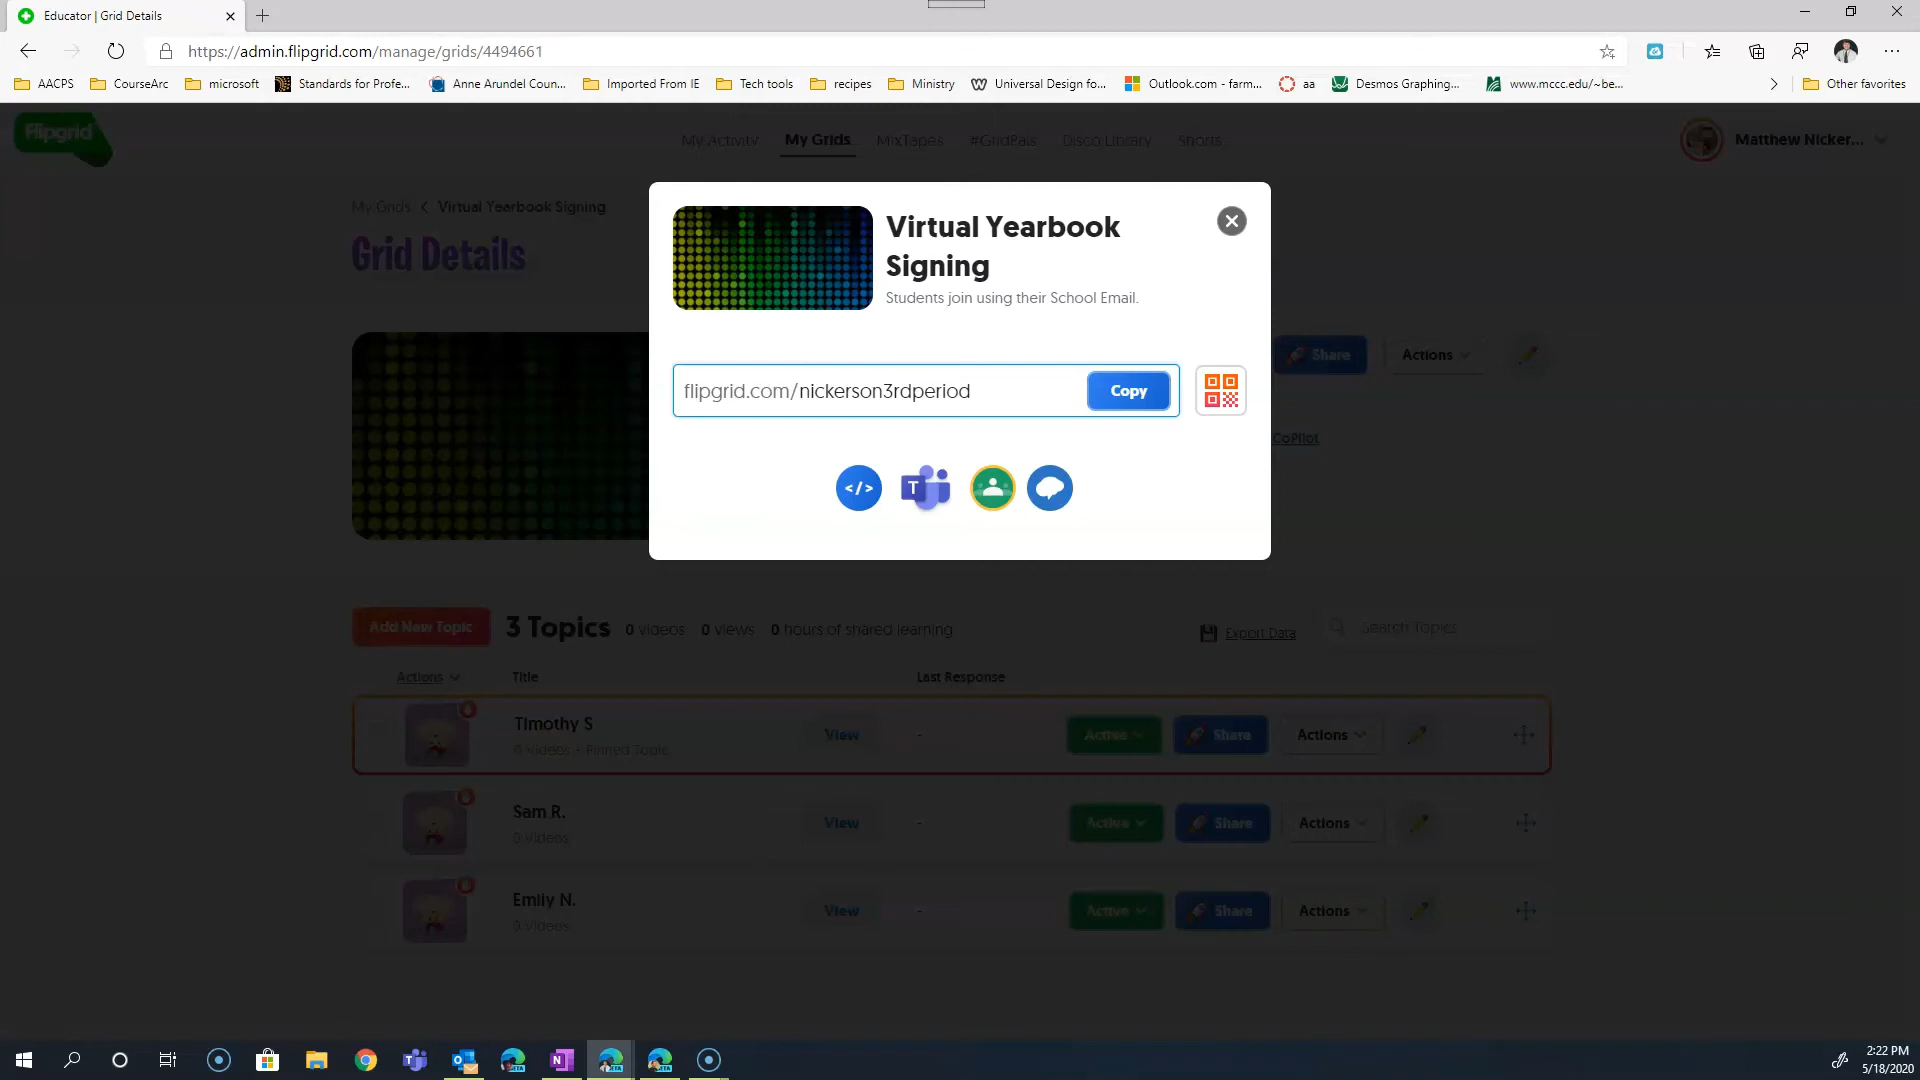 Educator | Grid Details
https://admin.flipgrid.com/manage/grids/4494661
AACPS CourseArc microsoft Standards for Profe... Anne Arundel Coun... Imported From IE Tech tools recipes Ministry Universal Design fo... Outlook.com - farm... aa Desmos Graphing... www.mccc.edu/~be... Other favorites
Flipgrid
My Activity My Grids MixTapes #GridPals Disco Library Shorts Matthew Nicker...
My Grids Virtual Yearbook Signing
Grid Details
Virtual Yearbook
Signing
Students join using their School Email.
Share Actions
flipgrid.com/nickerson3rdperiod Copy
CoPilot
</>
T
Add New Topic 3 Topics 0 videos 0 views 0 hours of shared learning Export Data Search Topics
Actions Title Last Response
Timothy S
0 Videos - Pinned Topic
View - Active Share Actions
Sam R.
0 Videos
View - Active Share Actions
Emily N.
0 Videos
View - Active Share Actions
2:22 PM
5/18/2020